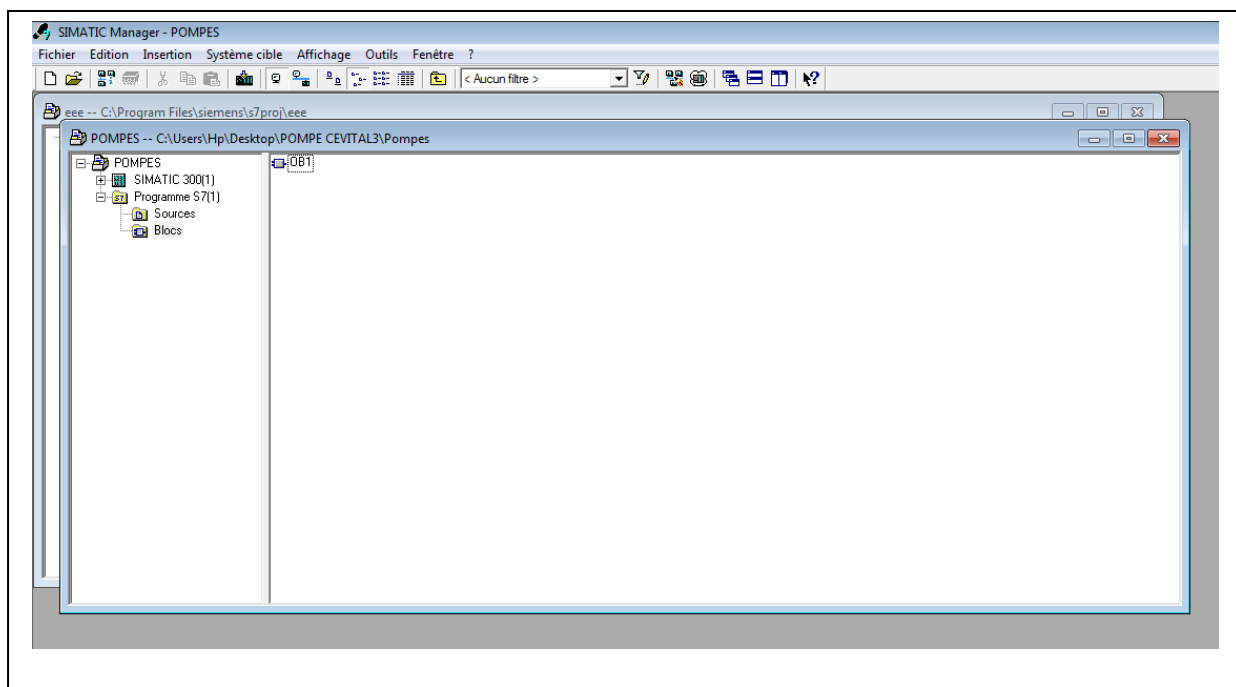 SIMATIC Manager - POMPES
Fichier Edition Insertion Système cible Affichage Outils Fenêtre ?
< Aucun filtre >
eee -- C:\Program Files\siemens\s7proj\eee
POMPES -- C:\Users\Hp\Desktop\POMPE CEVITAL3\Pompes
POMPES
OB1
SIMATIC 300(1)
Programme S7(1)
Sources
Blocs